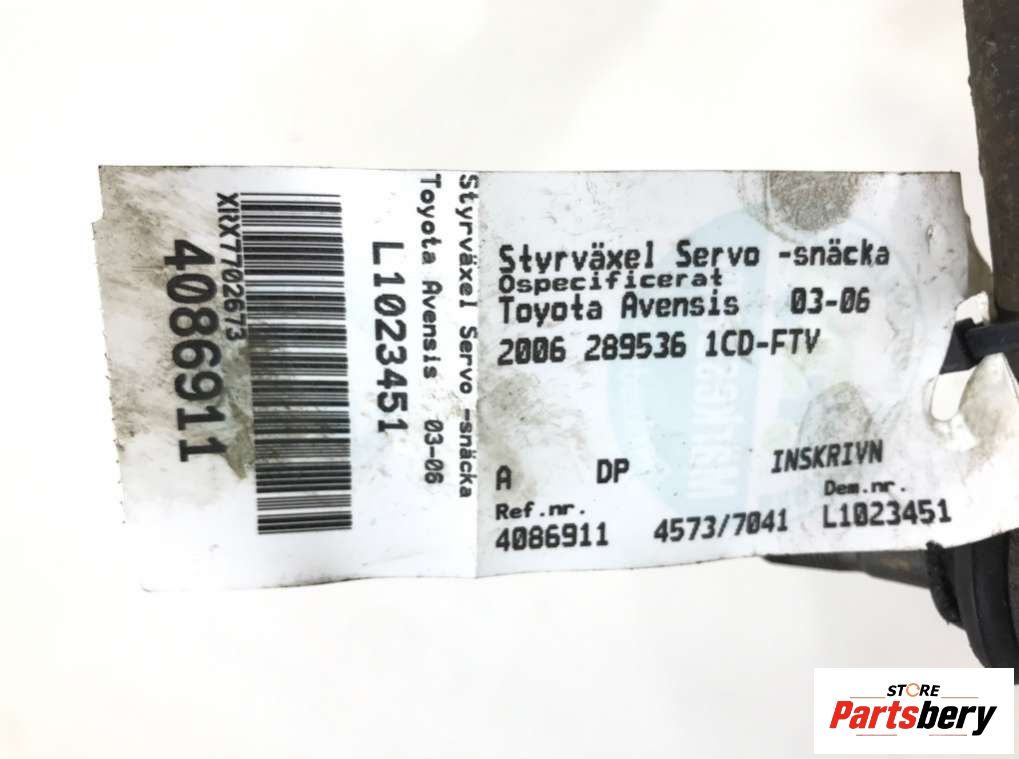 XRX7702673
4086911
L1023451
Toyota Avensis 03-06
Styrväxel Servo -snäcka
Styrväxel Servo -snäcka
Ospecificerat
Toyota Avensis 03-06
2006 289536 1CD-FTV
A DP INSKRIVN
Ref.nr. Dem.nr.
4086911 4573/7041 L1023451
STORE
Partsbery